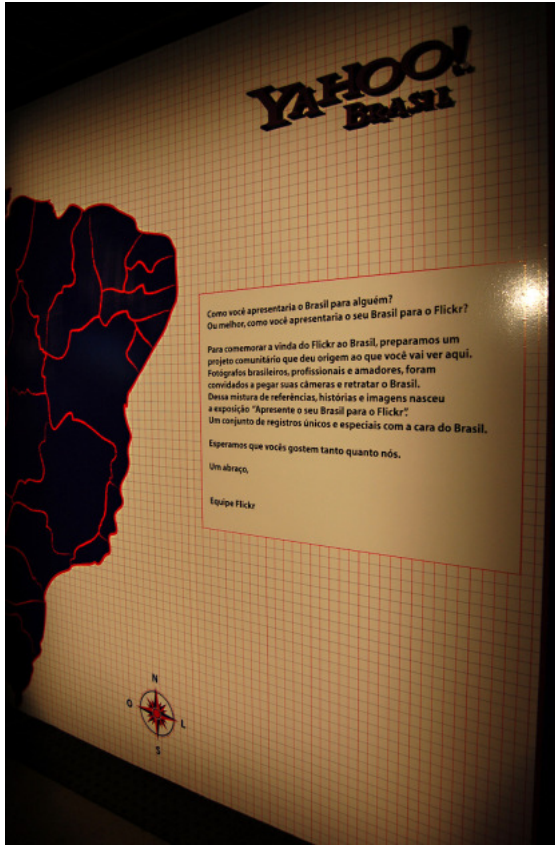 YAHOO!
BRASIL
Como você apresentaria o Brasil para alguém?
Ou melhor, como você apresentaria o seu Brasil para o Flickr?
Para comemorar a vinda do Flickr ao Brasil, preparamos um
projeto comunitário que deu origem ao que você vai ver aqui.
Fotógrafos brasileiros, profissionais e amadores, foram
convidados a pegar suas câmeras e retratar o Brasil.
Dessa mistura de referências, histórias e imagens nasceu
a exposição "Apresente o seu Brasil para o Flickr".
Um conjunto de registros únicos e especiais com a cara do Brasil.
Esperamos que vocês gostem tanto quanto nós.
Um abraço,
Equipe Flickr
N
O L
S